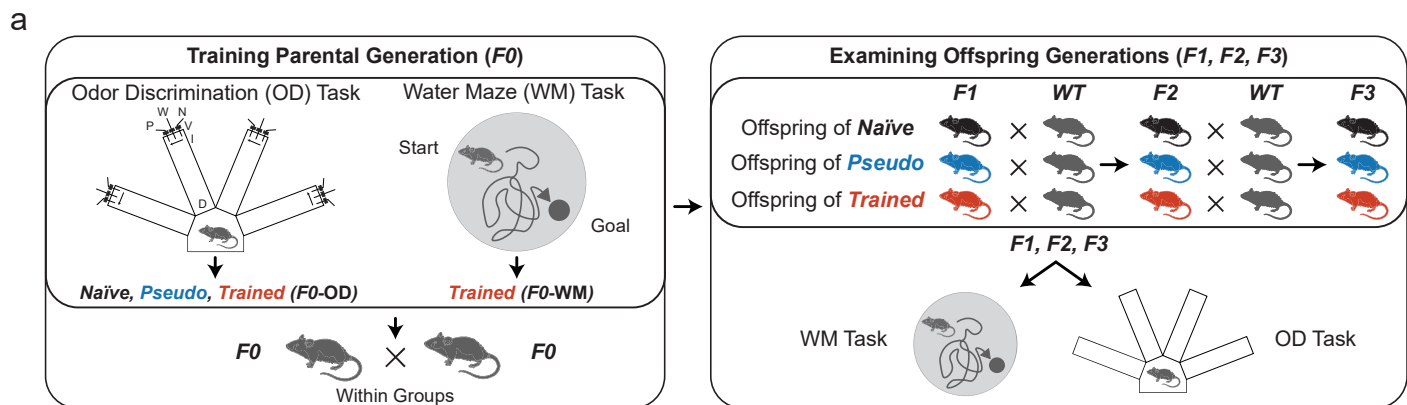 a
Training Parental Generation (F0)
Odor Discrimination (OD) Task
Water Maze (WM) Task
W N
P V
I
D
Start
Goal
Naïve, Pseudo, Trained (F0-OD)
Trained (F0-WM)
F0 × F0
Within Groups
Examining Offspring Generations (F1, F2, F3)
F1 WT F2 WT F3
Offspring of Naïve × ×
Offspring of Pseudo × ×
Offspring of Trained × ×
F1, F2, F3
WM Task
OD Task